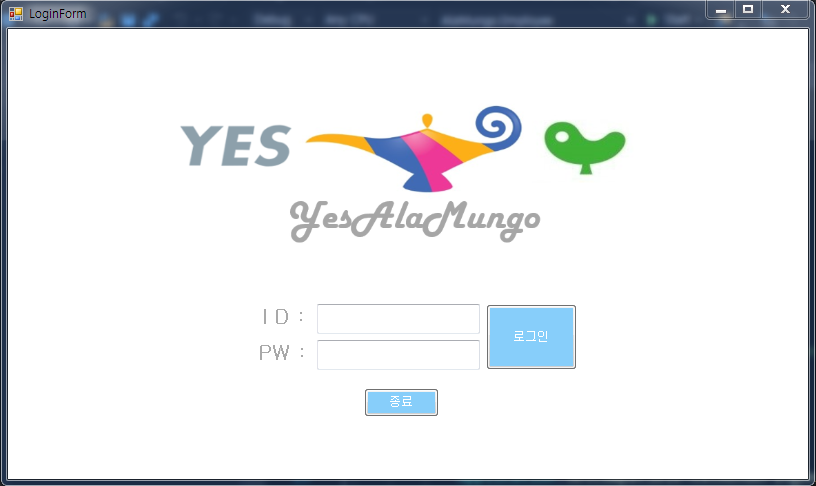 LoginForm
YES
YesAlaMungo
I D :
로그인
PW :
종료